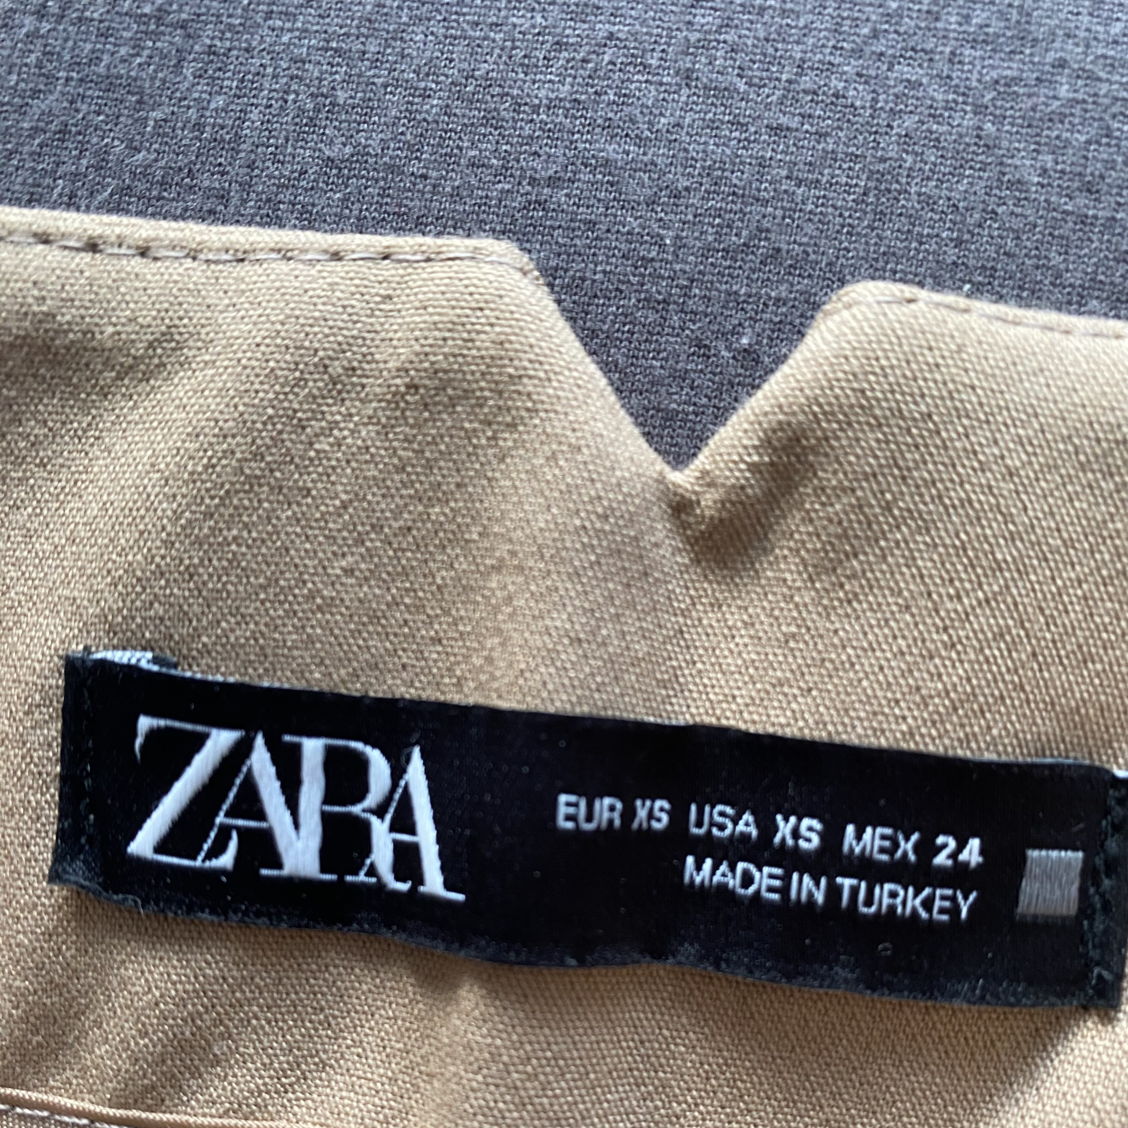 ZARA
EUR XS USA XS MEX 24
MADE IN TURKEY